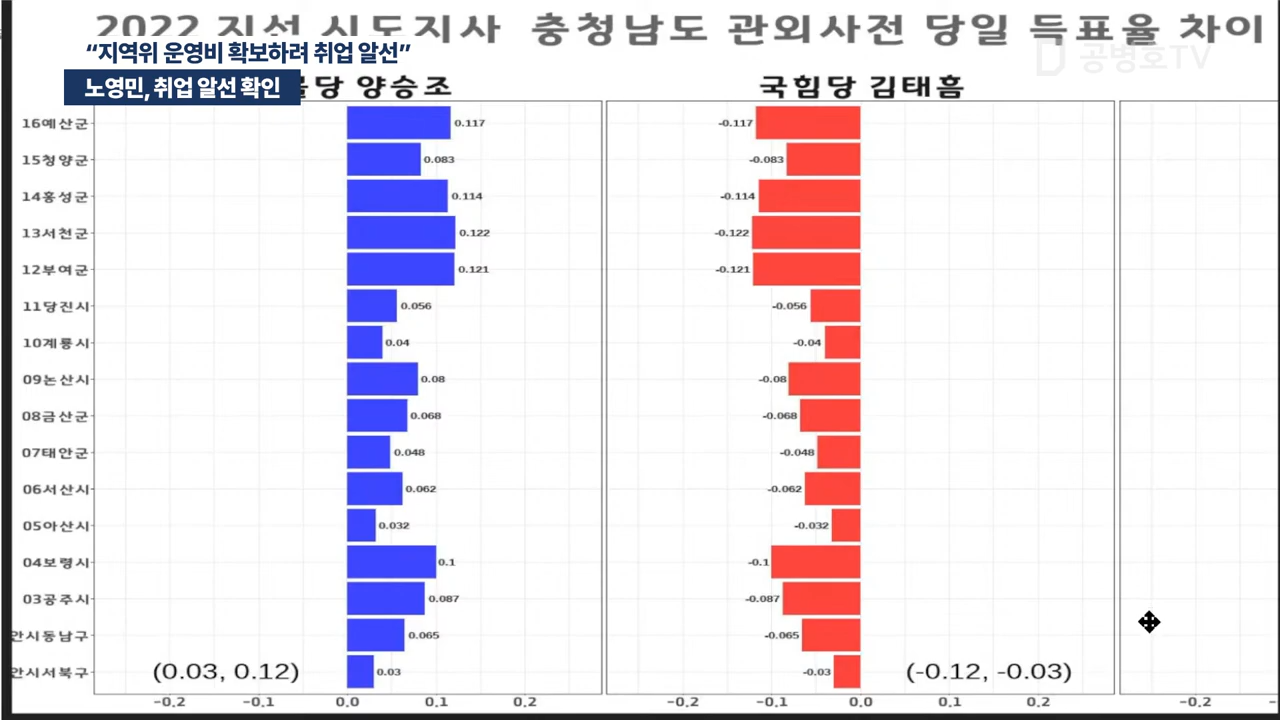 2022 지선 시도지사 충청남도 관외사전 당일 득표율 차이
“지역위 운영비 확보하려 취업 알선”
노영민, 취업 알선 확인
공병호TV
당 양승조
국힘당 김태흠
16예산군 0.117 -0.117
15청양군 0.083 -0.083
14홍성군 0.114 -0.114
13서천군 0.122 -0.122
12부여군 0.121 -0.121
11당진시 0.056 -0.056
10계룡시 0.04 -0.04
09논산시 0.08 -0.08
08금산군 0.068 -0.068
07태안군 0.048 -0.048
06서산시 0.062 -0.062
05아산시 0.032 -0.032
04보령시 0.1 -0.1
03공주시 0.087 -0.087
안시동남구 0.065 -0.065
안시서북구 0.03 -0.03
(0.03, 0.12) (-0.12, -0.03)
-0.2 -0.1 0.0 0.1 0.2 -0.2 -0.1 0.0 0.1 0.2 -0.2